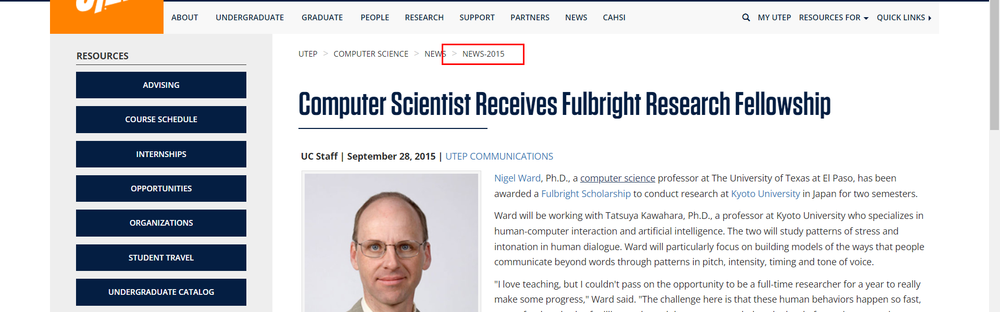 ABOUT UNDERGRADUATE GRADUATE PEOPLE RESEARCH SUPPORT PARTNERS NEWS CAHSI MY UTEP RESOURCES FOR QUICK LINKS
RESOURCES
ADVISING
COURSE SCHEDULE
INTERNSHIPS
OPPORTUNITIES
ORGANIZATIONS
STUDENT TRAVEL
UNDERGRADUATE CATALOG
UTEP > COMPUTER SCIENCE > NEWS > NEWS-2015
Computer Scientist Receives Fulbright Research Fellowship
UC Staff | September 28, 2015 | UTEP COMMUNICATIONS
Nigel Ward, Ph.D., a computer science professor at The University of Texas at El Paso, has been
awarded a Fulbright Scholarship to conduct research at Kyoto University in Japan for two semesters.
Ward will be working with Tatsuya Kawahara, Ph.D., a professor at Kyoto University who specializes in
human-computer interaction and artificial intelligence. The two will study patterns of stress and
intonation in human dialogue. Ward will particularly focus on building models of the ways that people
communicate beyond words through patterns in pitch, intensity, timing and tone of voice.
"I love teaching, but I couldn't pass on the opportunity to be a full-time researcher for a year to really
make some progress," Ward said. "The challenge here is that these human behaviors happen so fast,